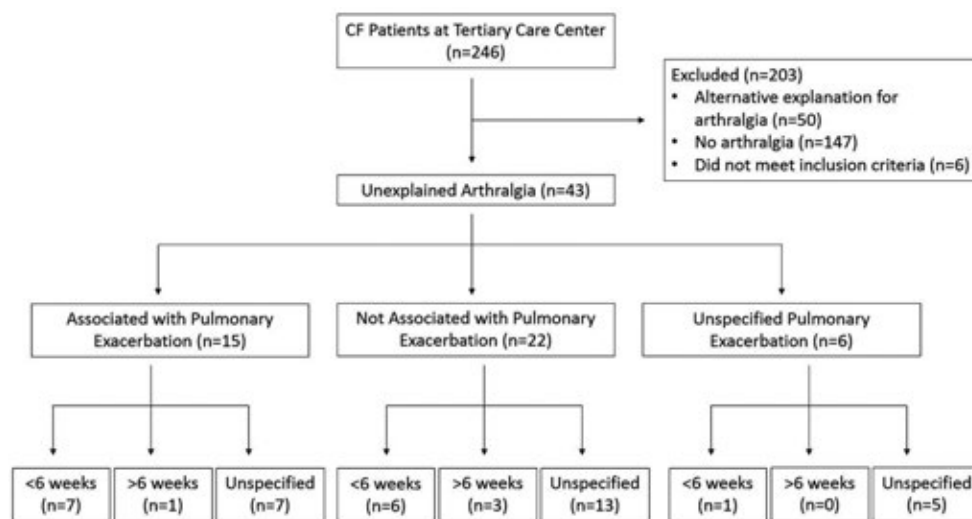 CF Patients at Tertiary Care Center
(n=246)
Excluded (n=203)
• Alternative explanation for
arthralgia (n=50)
• No arthralgia (n=147)
• Did not meet inclusion criteria (n=6)
Unexplained Arthralgia (n=43)
Associated with Pulmonary
Exacerbation (n=15)
Not Associated with Pulmonary
Exacerbation (n=22)
Unspecified Pulmonary
Exacerbation (n=6)
<6 weeks
(n=7)
>6 weeks
(n=1)
Unspecified
(n=7)
<6 weeks
(n=6)
>6 weeks
(n=3)
Unspecified
(n=13)
<6 weeks
(n=1)
>6 weeks
(n=0)
Unspecified
(n=5)